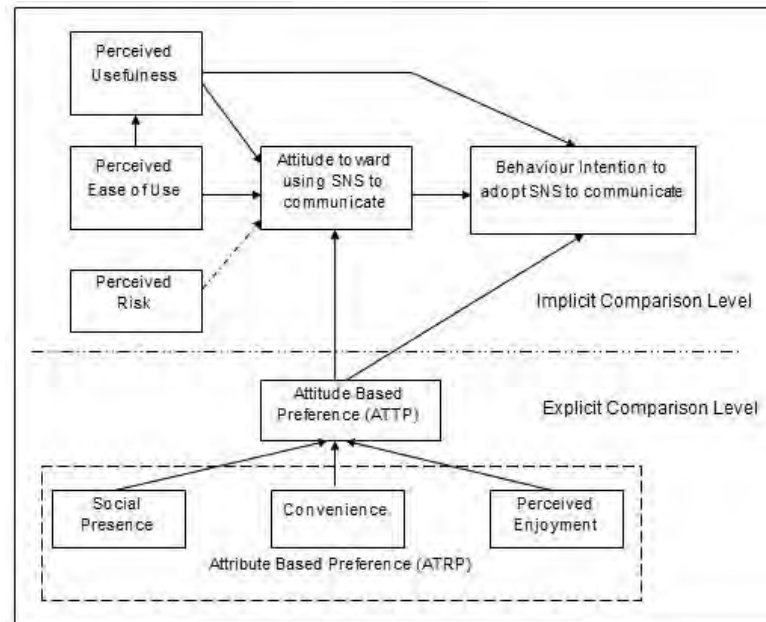 Perceived
Usefulness
Perceived
Ease of Use
Attitude toward
using SNS to
communicate
Behaviour Intention to
adopt SNS to communicate
Perceived
Risk
Implicit Comparison Level
Attitude Based
Preference (ATTP)
Explicit Comparison Level
Social
Presence
Convenience.
Perceived
Enjoyment
Attribute Based Preference (ATRP)